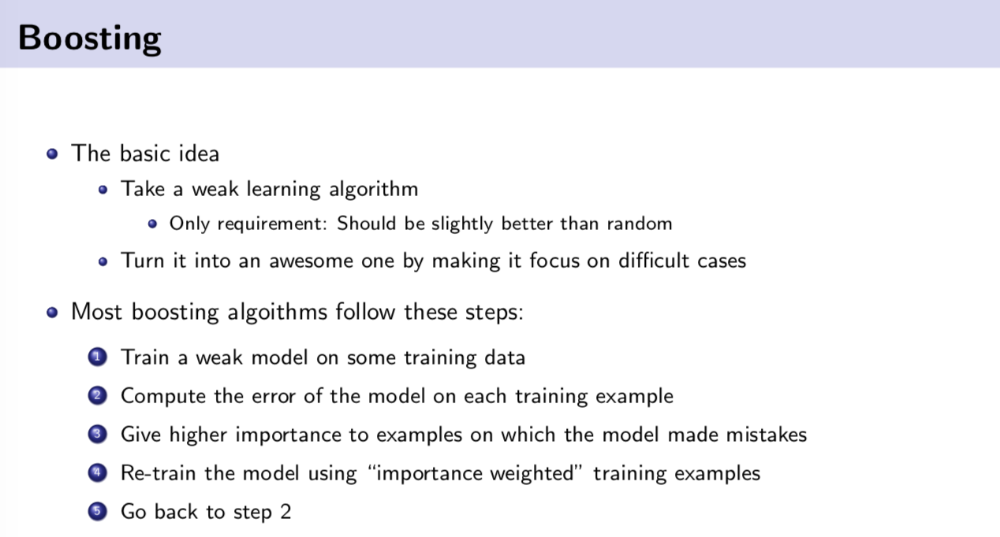 Boosting
The basic idea
Take a weak learning algorithm
Only requirement: Should be slightly better than random
Turn it into an awesome one by making it focus on difficult cases
Most boosting algoithms follow these steps:
1 Train a weak model on some training data
2 Compute the error of the model on each training example
3 Give higher importance to examples on which the model made mistakes
4 Re-train the model using “importance weighted” training examples
5 Go back to step 2